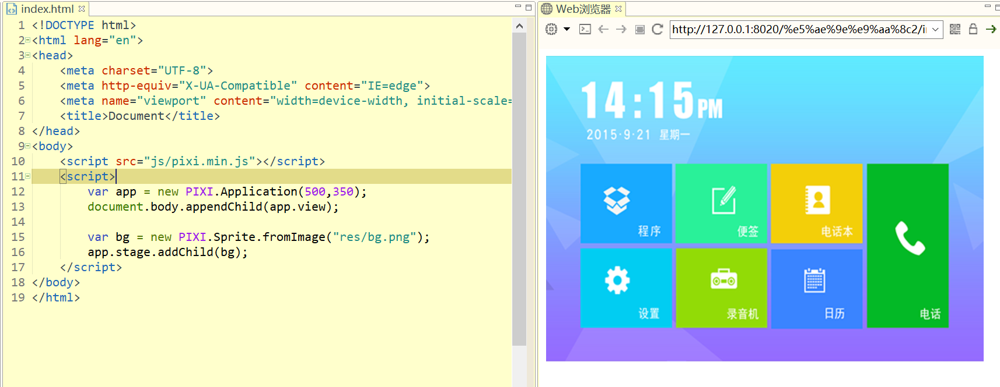 index.html
1 <!DOCTYPE html>
2 <html lang="en">
3 <head>
4     <meta charset="UTF-8">
5     <meta http-equiv="X-UA-Compatible" content="IE=edge">
6     <meta name="viewport" content="width=device-width, initial-scale=
7     <title>Document</title>
8 </head>
9 <body>
10     <script src="js/pixi.min.js"></script>
11     <script>
12         var app = new PIXI.Application(500,350);
13         document.body.appendChild(app.view);
14
15         var bg = new PIXI.Sprite.fromImage("res/bg.png");
16         app.stage.addChild(bg);
17     </script>
18 </body>
19 </html>
Web浏览器
http://127.0.0.1:8020/%e5%ae%9e%e9%aa%8c2/i
14:15PM
2015·9·21 星期一
程序
便签
电话本
设置
录音机
日历
电话